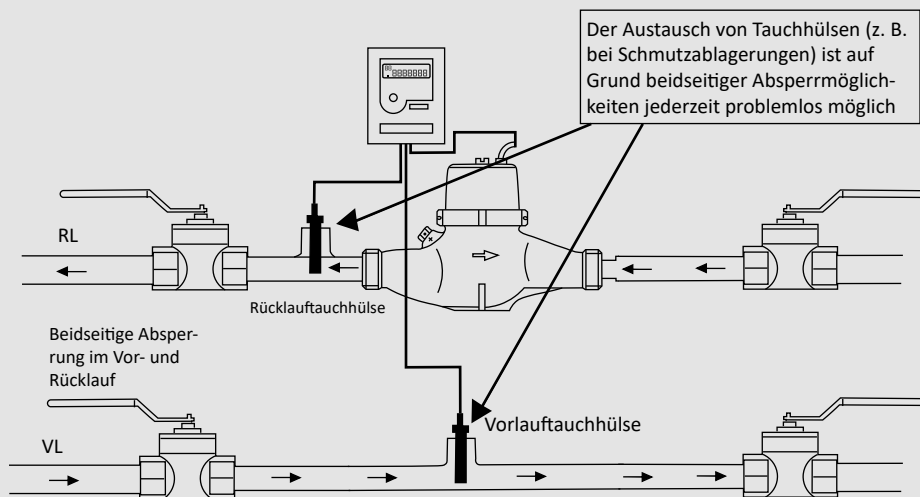 Der Austausch von Tauchhülsen (z. B.
bei Schmutzablagerungen) ist auf
Grund beidseitiger Absperrmöglich-
keiten jederzeit problemlos möglich
RL
Rücklauftauchhülse
Beidseitige Absper-
rung im Vor- und
Rücklauf
Vorlauftauchhülse
VL